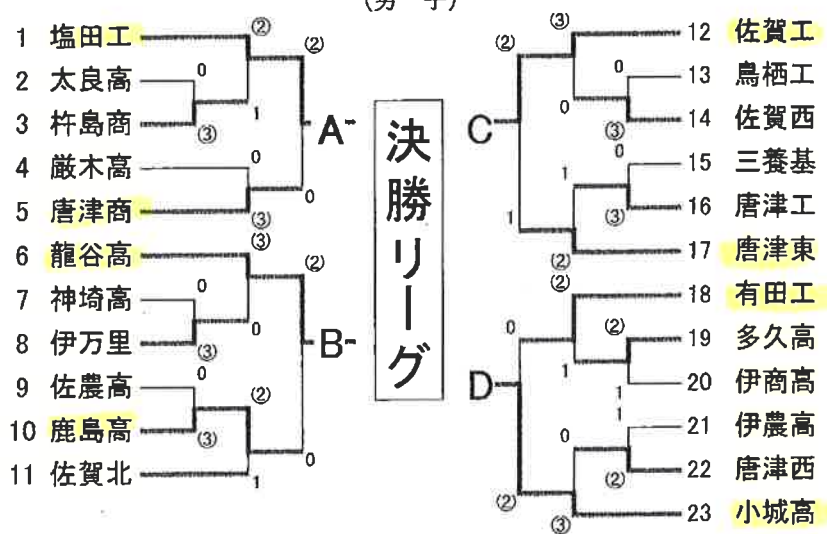 (男 子)
1 塩田工
2 太良高
3 杵島商
4 厳木高
5 唐津商
6 龍谷高
7 神埼高
8 伊万里
9 佐農高
10 鹿島高
11 佐賀北
② 
0
③
1
②
0
③
0
A
③
0
③
0
②
0
③
②
1
0
B
決勝リーグ
C
②
③
0
0
③
1
1
0
③
②
D
0
②
②
1
1
②
0
1
②
③
12 佐賀工
13 鳥栖工
14 佐賀西
15 三養基
16 唐津工
17 唐津東
18 有田工
19 多久高
20 伊商高
21 伊農高
22 唐津西
23 小城高